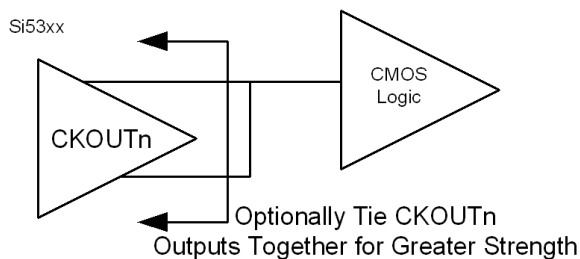 Si53xx
CMOS
Logic
CKOUTn
Optionally Tie CKOUTn
Outputs Together for Greater Strength